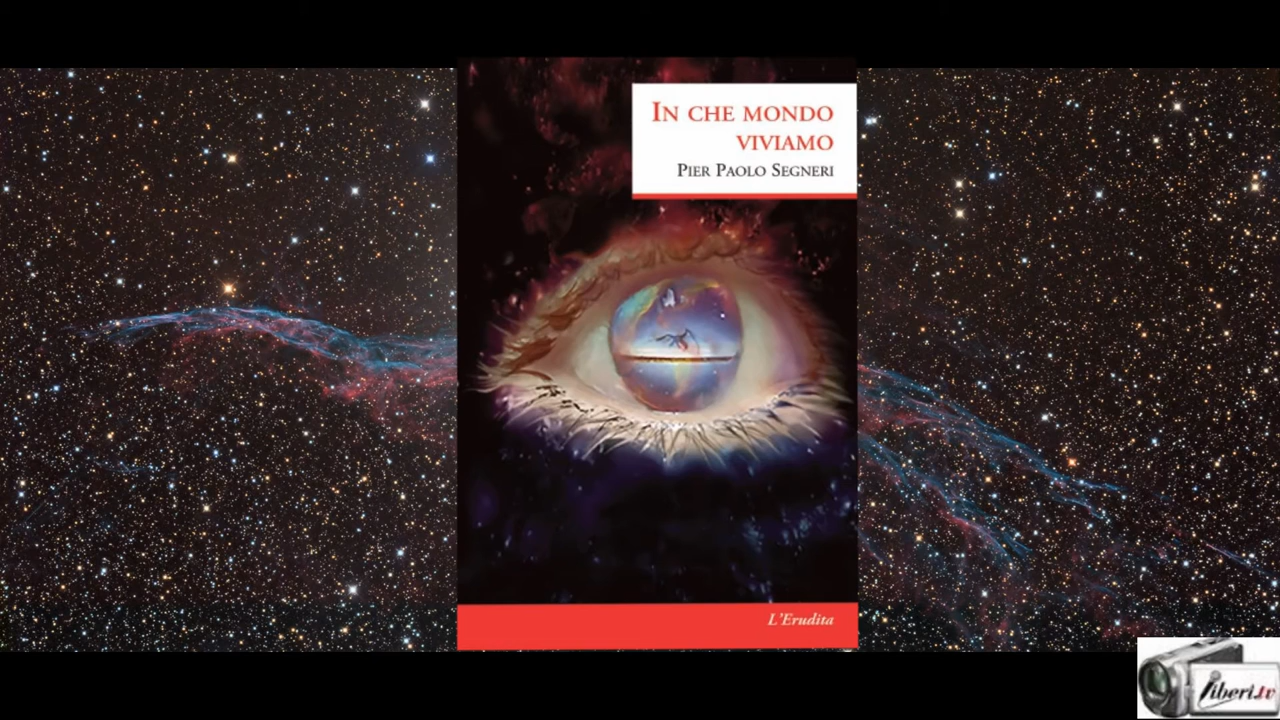 In che mondo
viviamo
Pier Paolo Segneri
L'Erudita
liberi.tv